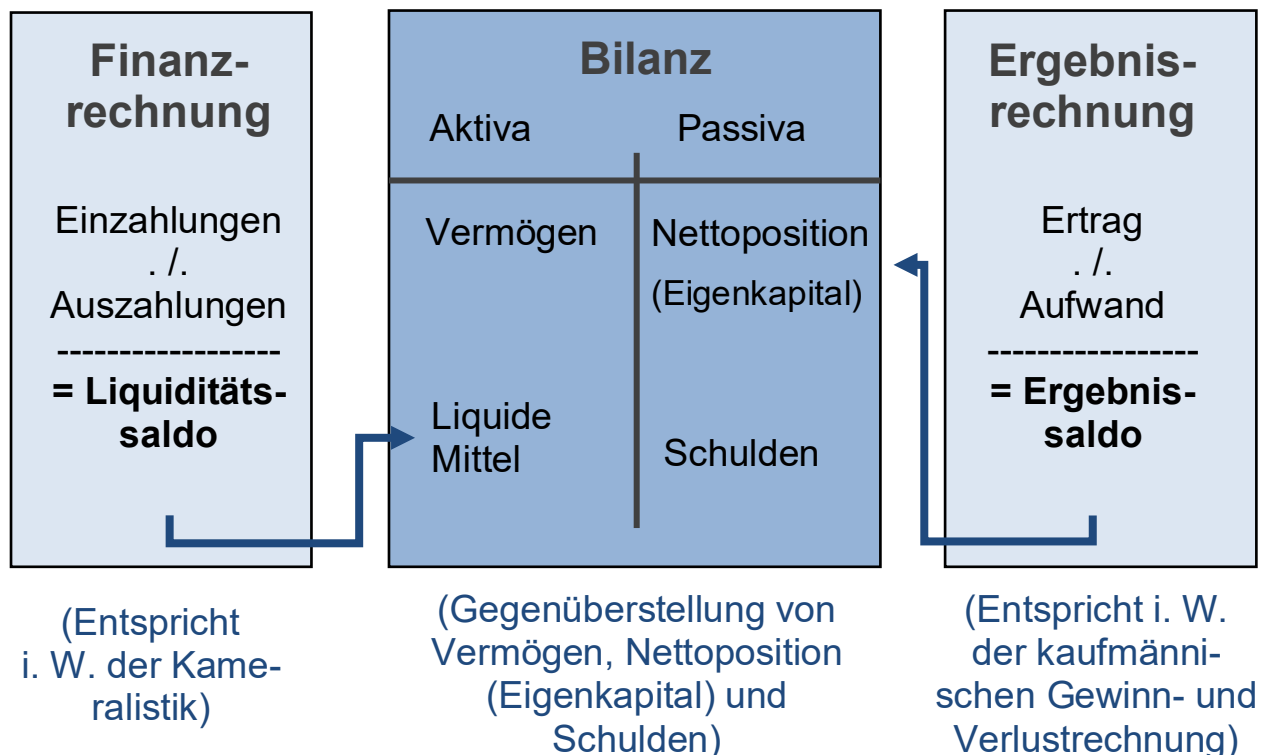 Finanz-
rechnung
Einzahlungen
. /.
Auszahlungen
------------------
= Liquiditäts-
saldo
(Entspricht
i. W. der Kame-
ralistik)
Bilanz
Aktiva Passiva
Vermögen Nettoposition
(Eigenkapital)
Liquide
Mittel Schulden
(Gegenüberstellung von
Vermögen, Nettoposition
(Eigenkapital) und
Schulden)
Ergebnis-
rechnung
Ertrag
. /.
Aufwand
-----------------
= Ergebnis-
saldo
(Entspricht i. W.
der kaufmänni-
schen Gewinn- und
Verlustrechnung)